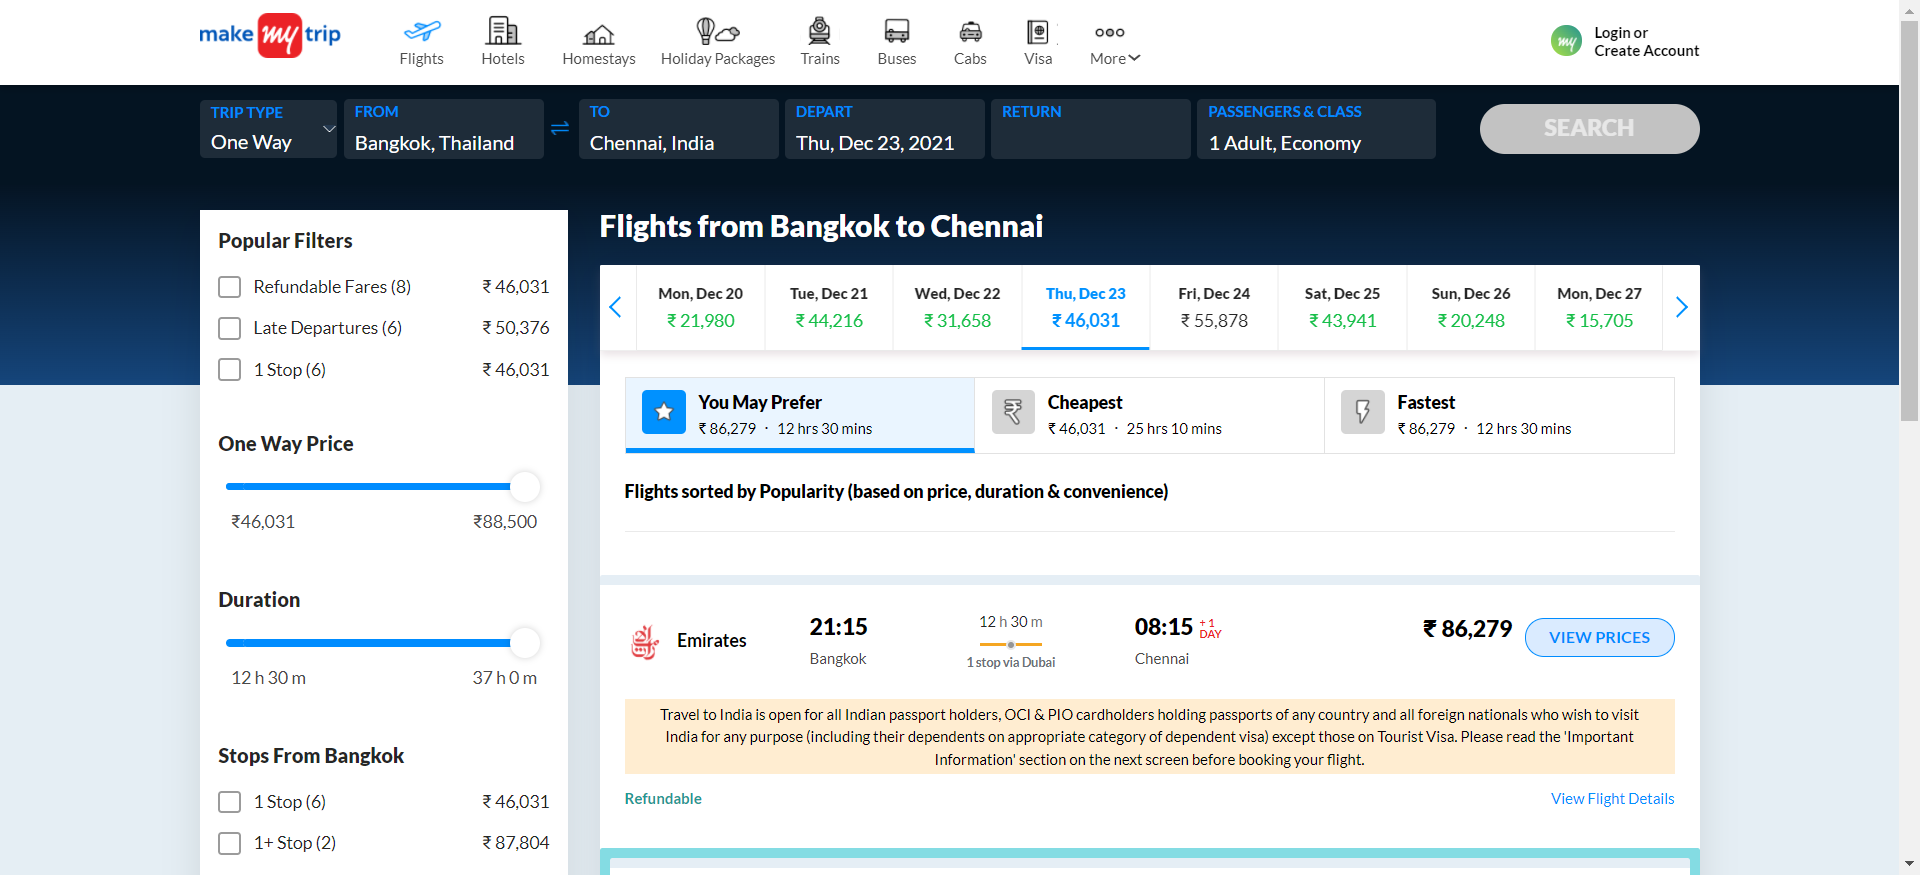 make my trip
Flights
Hotels
Homestays
Holiday Packages
Trains
Buses
Cabs
Visa
More
my
Login or
Create Account
TRIP TYPE
One Way
FROM
Bangkok, Thailand
TO
Chennai, India
DEPART
Thu, Dec 23, 2021
RETURN
PASSENGERS & CLASS
1 Adult, Economy
SEARCH
Popular Filters
Refundable Fares (8) ₹ 46,031
Late Departures (6) ₹ 50,376
1 Stop (6) ₹ 46,031
One Way Price
₹46,031 ₹88,500
Duration
12 h 30 m 37 h 0 m
Stops From Bangkok
1 Stop (6) ₹ 46,031
1+ Stop (2) ₹ 87,804
Flights from Bangkok to Chennai
Mon, Dec 20
₹ 21,980
Tue, Dec 21
₹ 44,216
Wed, Dec 22
₹ 31,658
Thu, Dec 23
₹ 46,031
Fri, Dec 24
₹ 55,878
Sat, Dec 25
₹ 43,941
Sun, Dec 26
₹ 20,248
Mon, Dec 27
₹ 15,705
You May Prefer
₹ 86,279 · 12 hrs 30 mins
Cheapest
₹ 46,031 · 25 hrs 10 mins
Fastest
₹ 86,279 · 12 hrs 30 mins
Flights sorted by Popularity (based on price, duration & convenience)
Emirates
21:15
Bangkok
12 h 30 m
1 stop via Dubai
08:15 +1 DAY
Chennai
₹ 86,279
VIEW PRICES
Travel to India is open for all Indian passport holders, OCI & PIO cardholders holding passports of any country and all foreign nationals who wish to visit
India for any purpose (including their dependents on appropriate category of dependent visa) except those on Tourist Visa. Please read the 'Important
Information' section on the next screen before booking your flight.
Refundable
View Flight Details